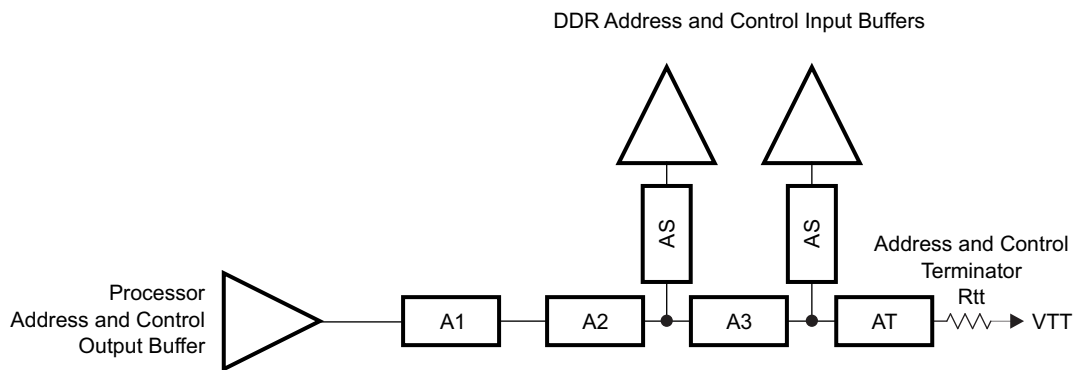 DDR Address and Control Input Buffers
AS
AS
Processor
Address and Control
Output Buffer
A1
A2
A3
AT
Address and Control
Terminator
Rtt
VTT